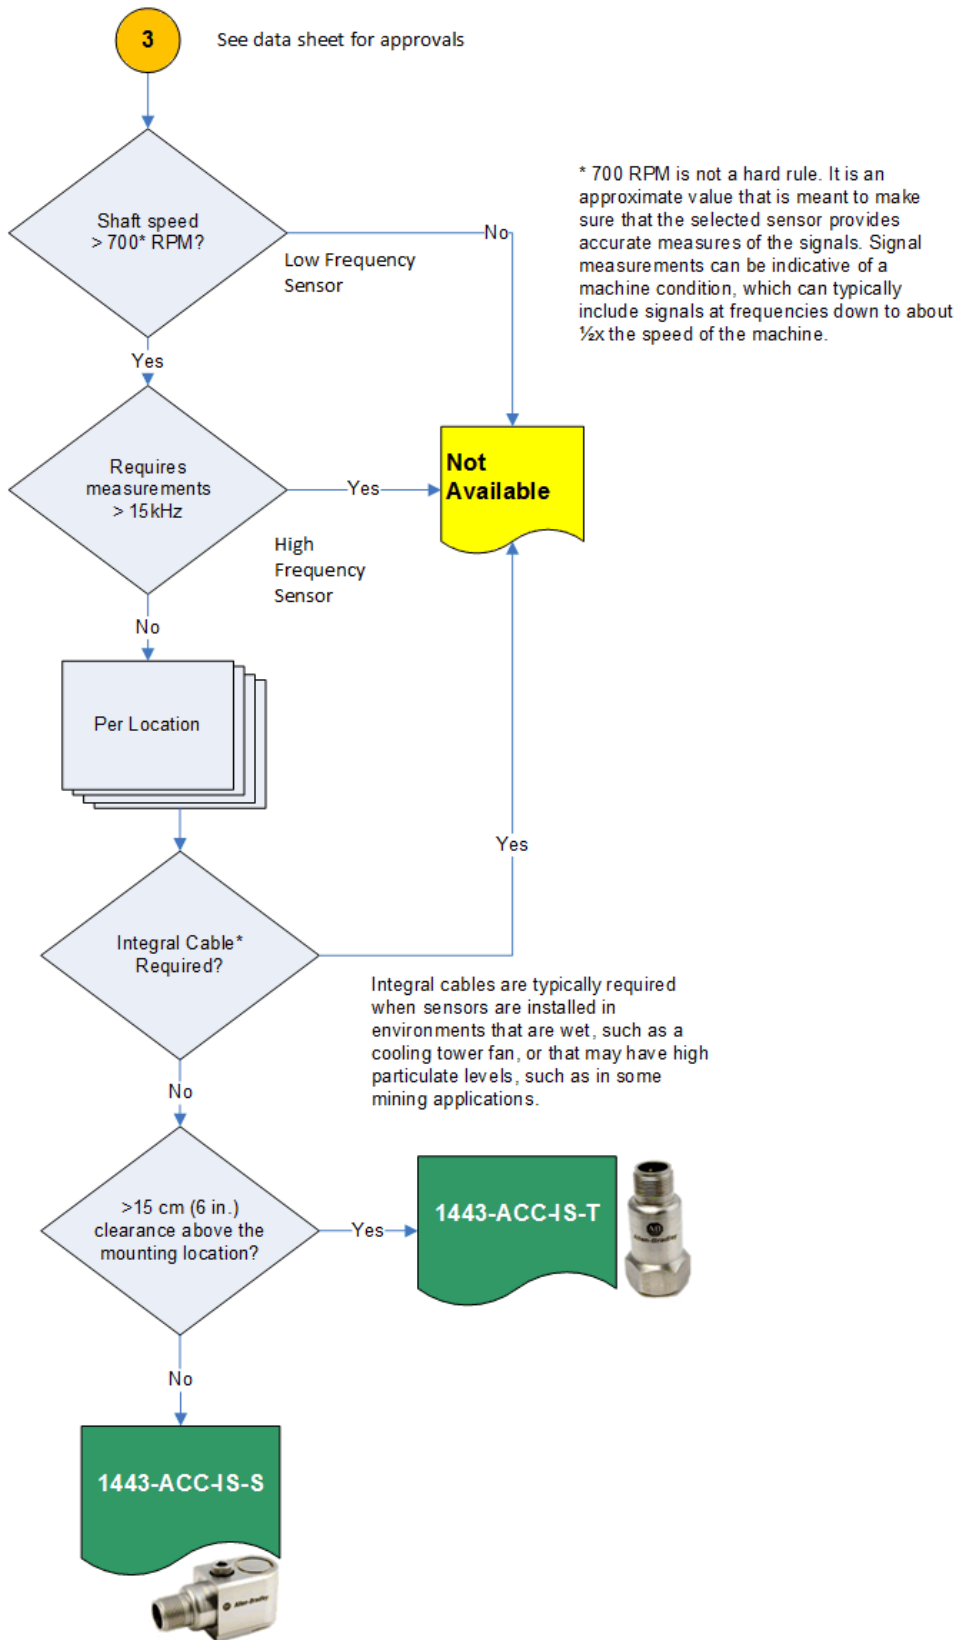 3
See data sheet for approvals
Shaft speed
> 700* RPM?
No
Low Frequency
Sensor
* 700 RPM is not a hard rule. It is an
approximate value that is meant to make
sure that the selected sensor provides
accurate measures of the signals. Signal
measurements can be indicative of a
machine condition, which can typically
include signals at frequencies down to about
½x the speed of the machine.
Yes
Requires
measurements
> 15kHz
Yes
Not
Available
High
Frequency
Sensor
No
Per Location
Yes
Integral Cable*
Required?
Integral cables are typically required
when sensors are installed in
environments that are wet, such as a
cooling tower fan, or that may have high
particulate levels, such as in some
mining applications.
No
>15 cm (6 in.)
clearance above the
mounting location?
Yes
1443-ACC-IS-T
AB
Allen-Bradley
No
1443-ACC-IS-S
Allen-Bradley